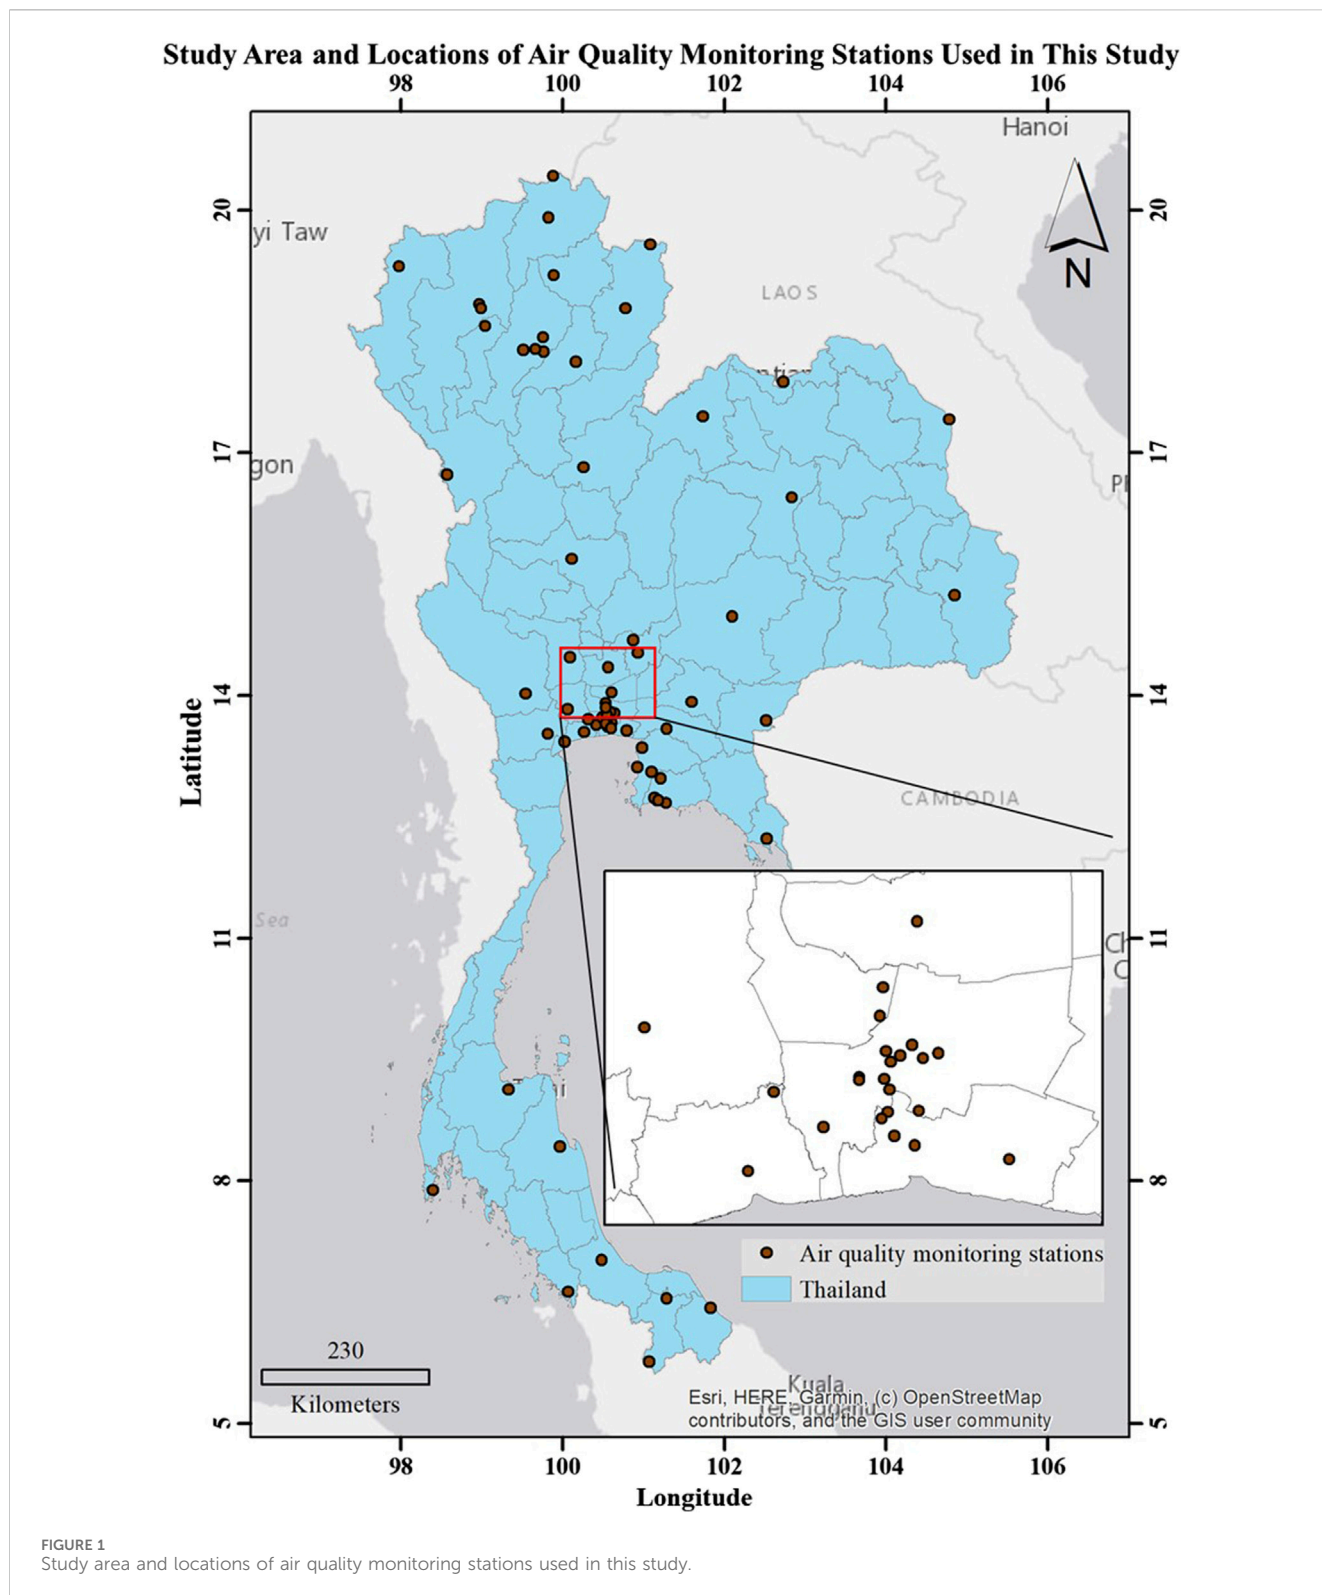 Study Area and Locations of Air Quality Monitoring Stations Used in This Study
98 100 102 104 106
Hanoi
20 20
yi Taw
N
LAOS
17 17
gon
14 14
Latitude
CAMBODIA
Sea
11 11
8 8
Air quality monitoring stations
Thailand
230
Kilometers
Kuala
Terengganu
Esri, HERE, Garmin, (c) OpenStreetMap
contributors, and the GIS user community
5 5
98 100 102 104 106
Longitude
FIGURE 1
Study area and locations of air quality monitoring stations used in this study.